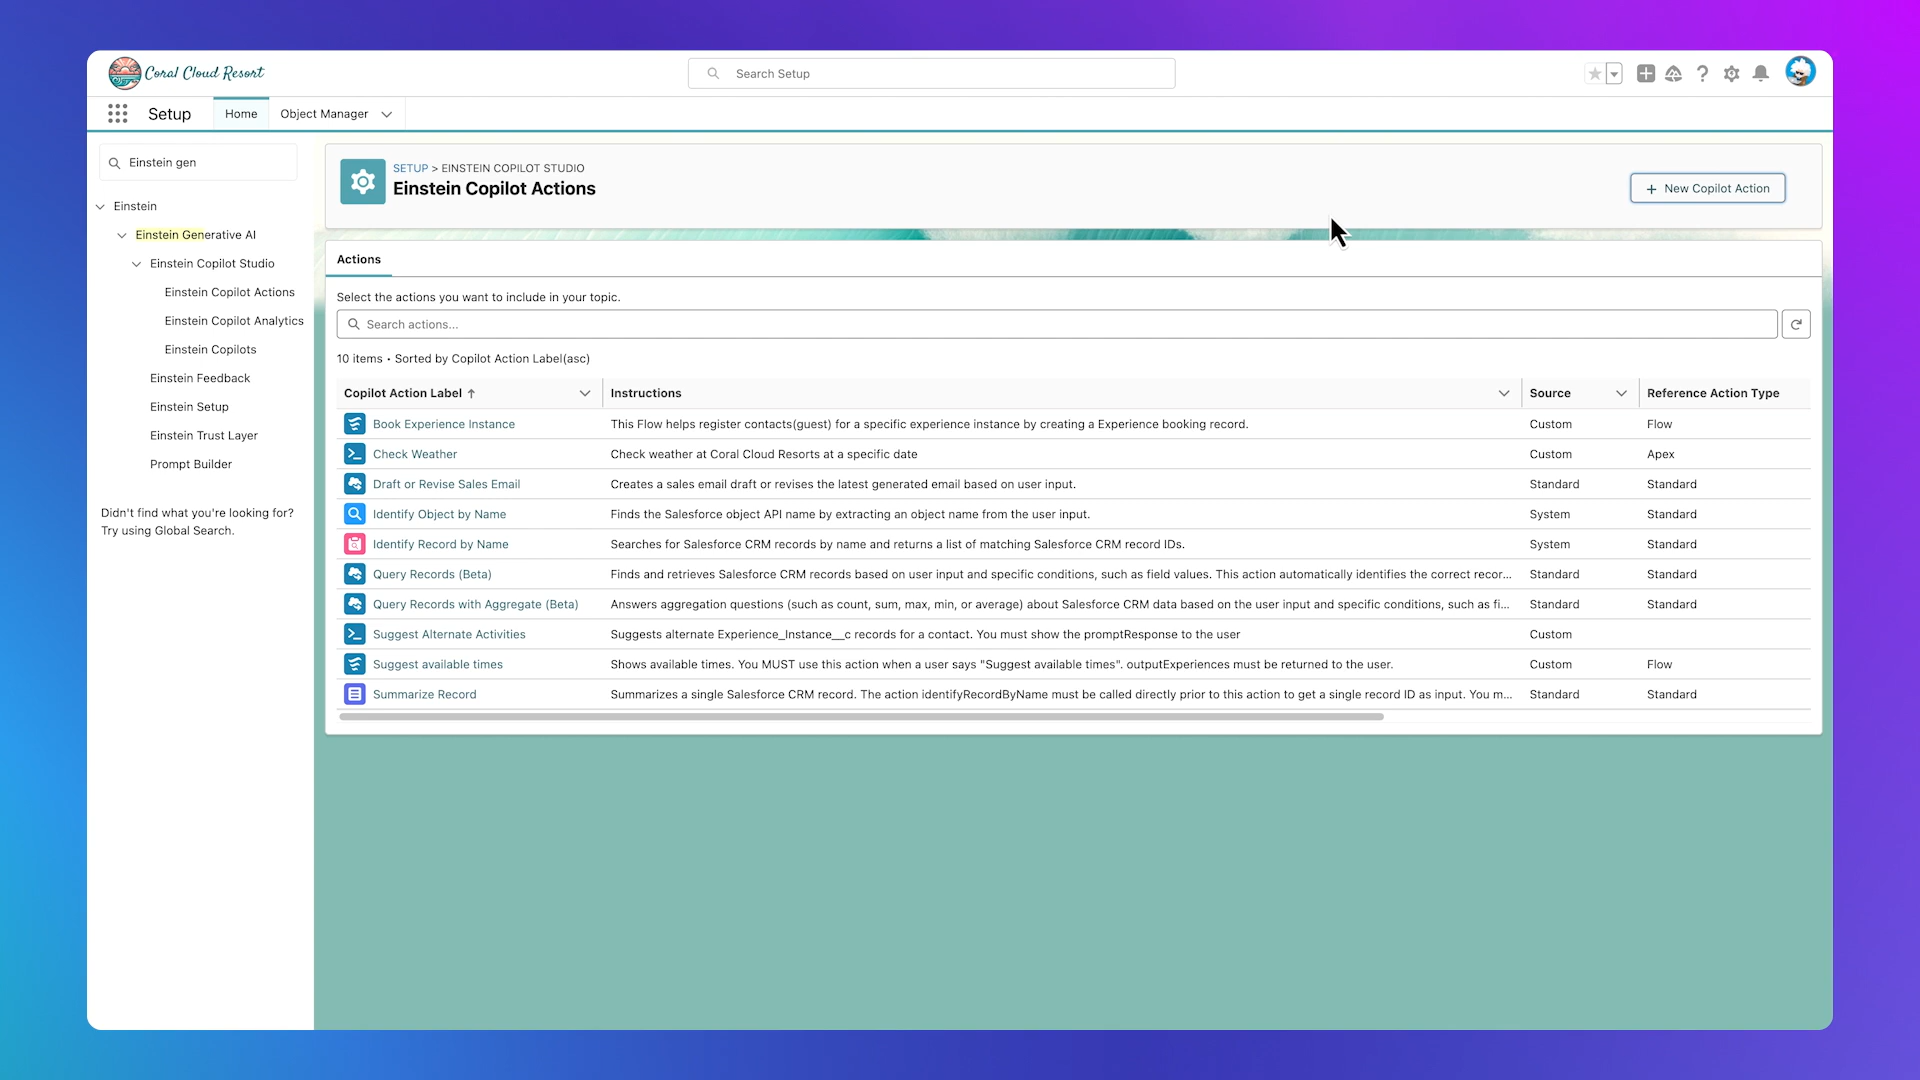 Coral Cloud Resort
Search Setup
Setup
Home
Object Manager
Einstein gen
Einstein
Einstein Generative AI
Einstein Copilot Studio
Einstein Copilot Actions
Einstein Copilot Analytics
Einstein Copilots
Einstein Feedback
Einstein Setup
Einstein Trust Layer
Prompt Builder
Didn't find what you're looking for?
Try using Global Search.
SETUP > EINSTEIN COPILOT STUDIO
Einstein Copilot Actions
New Copilot Action
Actions
Select the actions you want to include in your topic.
Search actions...
10 items • Sorted by Copilot Action Label(asc)
Copilot Action Label ↑ Instructions Source Reference Action Type
Book Experience Instance This Flow helps register contacts(guest) for a specific experience instance by creating a Experience booking record. Custom Flow
Check Weather Check weather at Coral Cloud Resorts at a specific date Custom Apex
Draft or Revise Sales Email Creates a sales email draft or revises the latest generated email based on user input. Standard Standard
Identify Object by Name Finds the Salesforce object API name by extracting an object name from the user input. System Standard
Identify Record by Name Searches for Salesforce CRM records by name and returns a list of matching Salesforce CRM record IDs. System Standard
Query Records (Beta) Finds and retrieves Salesforce CRM records based on user input and specific conditions, such as field values. This action automatically identifies the correct recor... Standard Standard
Query Records with Aggregate (Beta) Answers aggregation questions (such as count, sum, max, min, or average) about Salesforce CRM data based on the user input and specific conditions, such as fi... Standard Standard
Suggest Alternate Activities Suggests alternate Experience_Instance__c records for a contact. You must show the promptResponse to the user Custom
Suggest available times Shows available times. You MUST use this action when a user says "Suggest available times". outputExperiences must be returned to the user. Custom Flow
Summarize Record Summarizes a single Salesforce CRM record. The action identifyRecordByName must be called directly prior to this action to get a single record ID as input. You m... Standard Standard